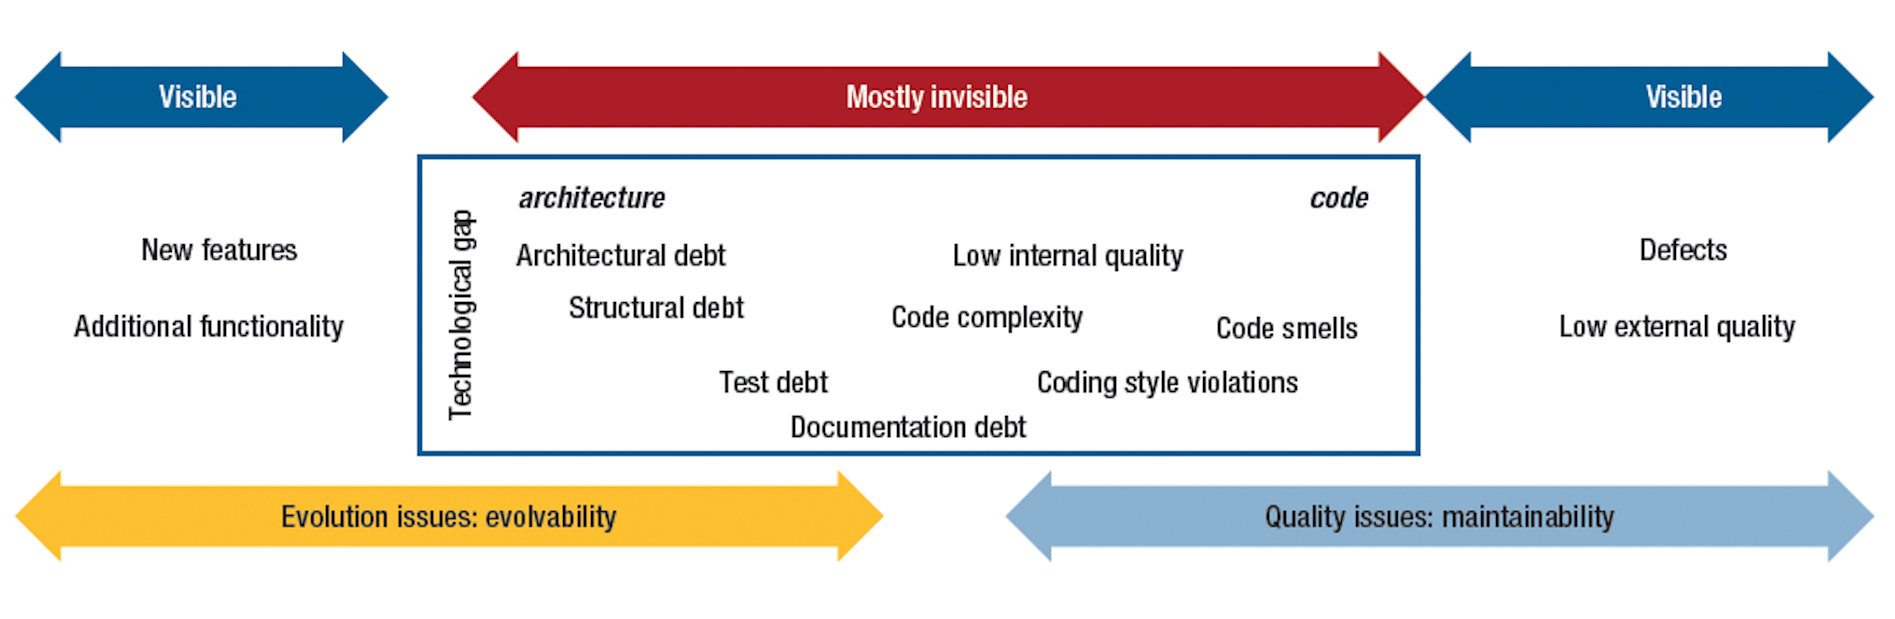 Visible
Mostly invisible
Visible
architecture
code
Technological gap
New features
Architectural debt
Low internal quality
Defects
Structural debt
Code complexity
Additional functionality
Code smells
Low external quality
Test debt
Coding style violations
Documentation debt
Evolution issues: evolvability
Quality issues: maintainability